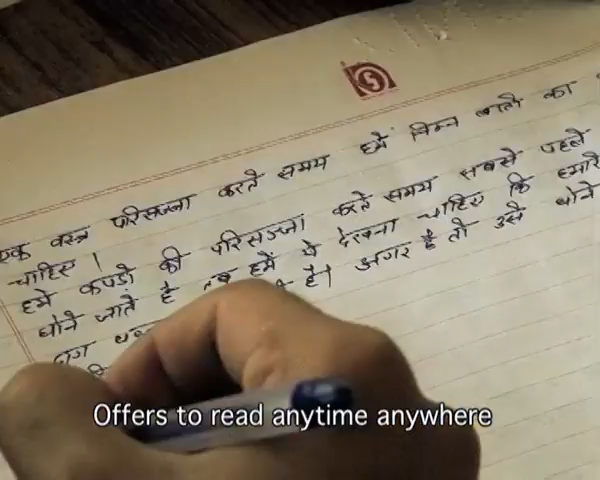 एक वस्त्र परिसज्जा करते समय हमें निम्न बातों का
चाहिए।
हमें कपडो की परिसज्जा करते समय सबसे पहले
हमें ये देखना चाहिए कि हमारे
धोने जाते है
है। अगर है तो उसे धोने
दाग
Offers to read anytime anywhere